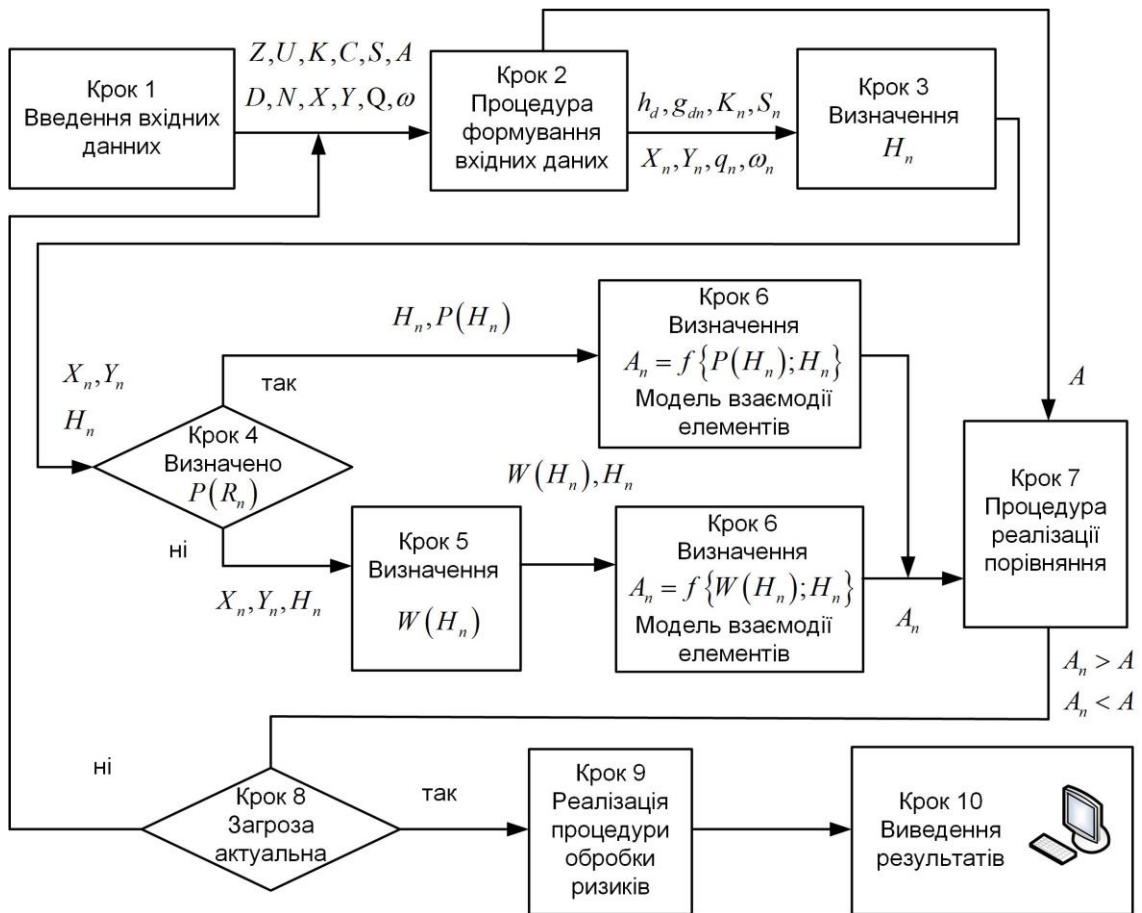 Крок 1
Введення вхідних
данних
Z,U,K,C,S,A
D,N,X,Y,Q,ω
Крок 2
Процедура
формування
вхідних даних
h_d,g_{dn},K_n,S_n
X_n,Y_n,q_n,ω_n
Крок 3
Визначення
H_n
X_n,Y_n
H_n
Крок 4
Визначено
P(R_n)
так
H_n,P(H_n)
Крок 6
Визначення
A_n = f{P(H_n);H_n}
Модель взаємодії
елементів
A
ні
X_n,Y_n,H_n
Крок 5
Визначення
W(H_n)
W(H_n),H_n
Крок 6
Визначення
A_n = f{W(H_n);H_n}
Модель взаємодії
елементів
A_n
Крок 7
Процедура
реалізації
порівняння
A_n > A
A_n < A
ні
Крок 8
Загроза
актуальна
так
Крок 9
Реалізація
процедури
обробки
ризиків
Крок 10
Виведення
результатів